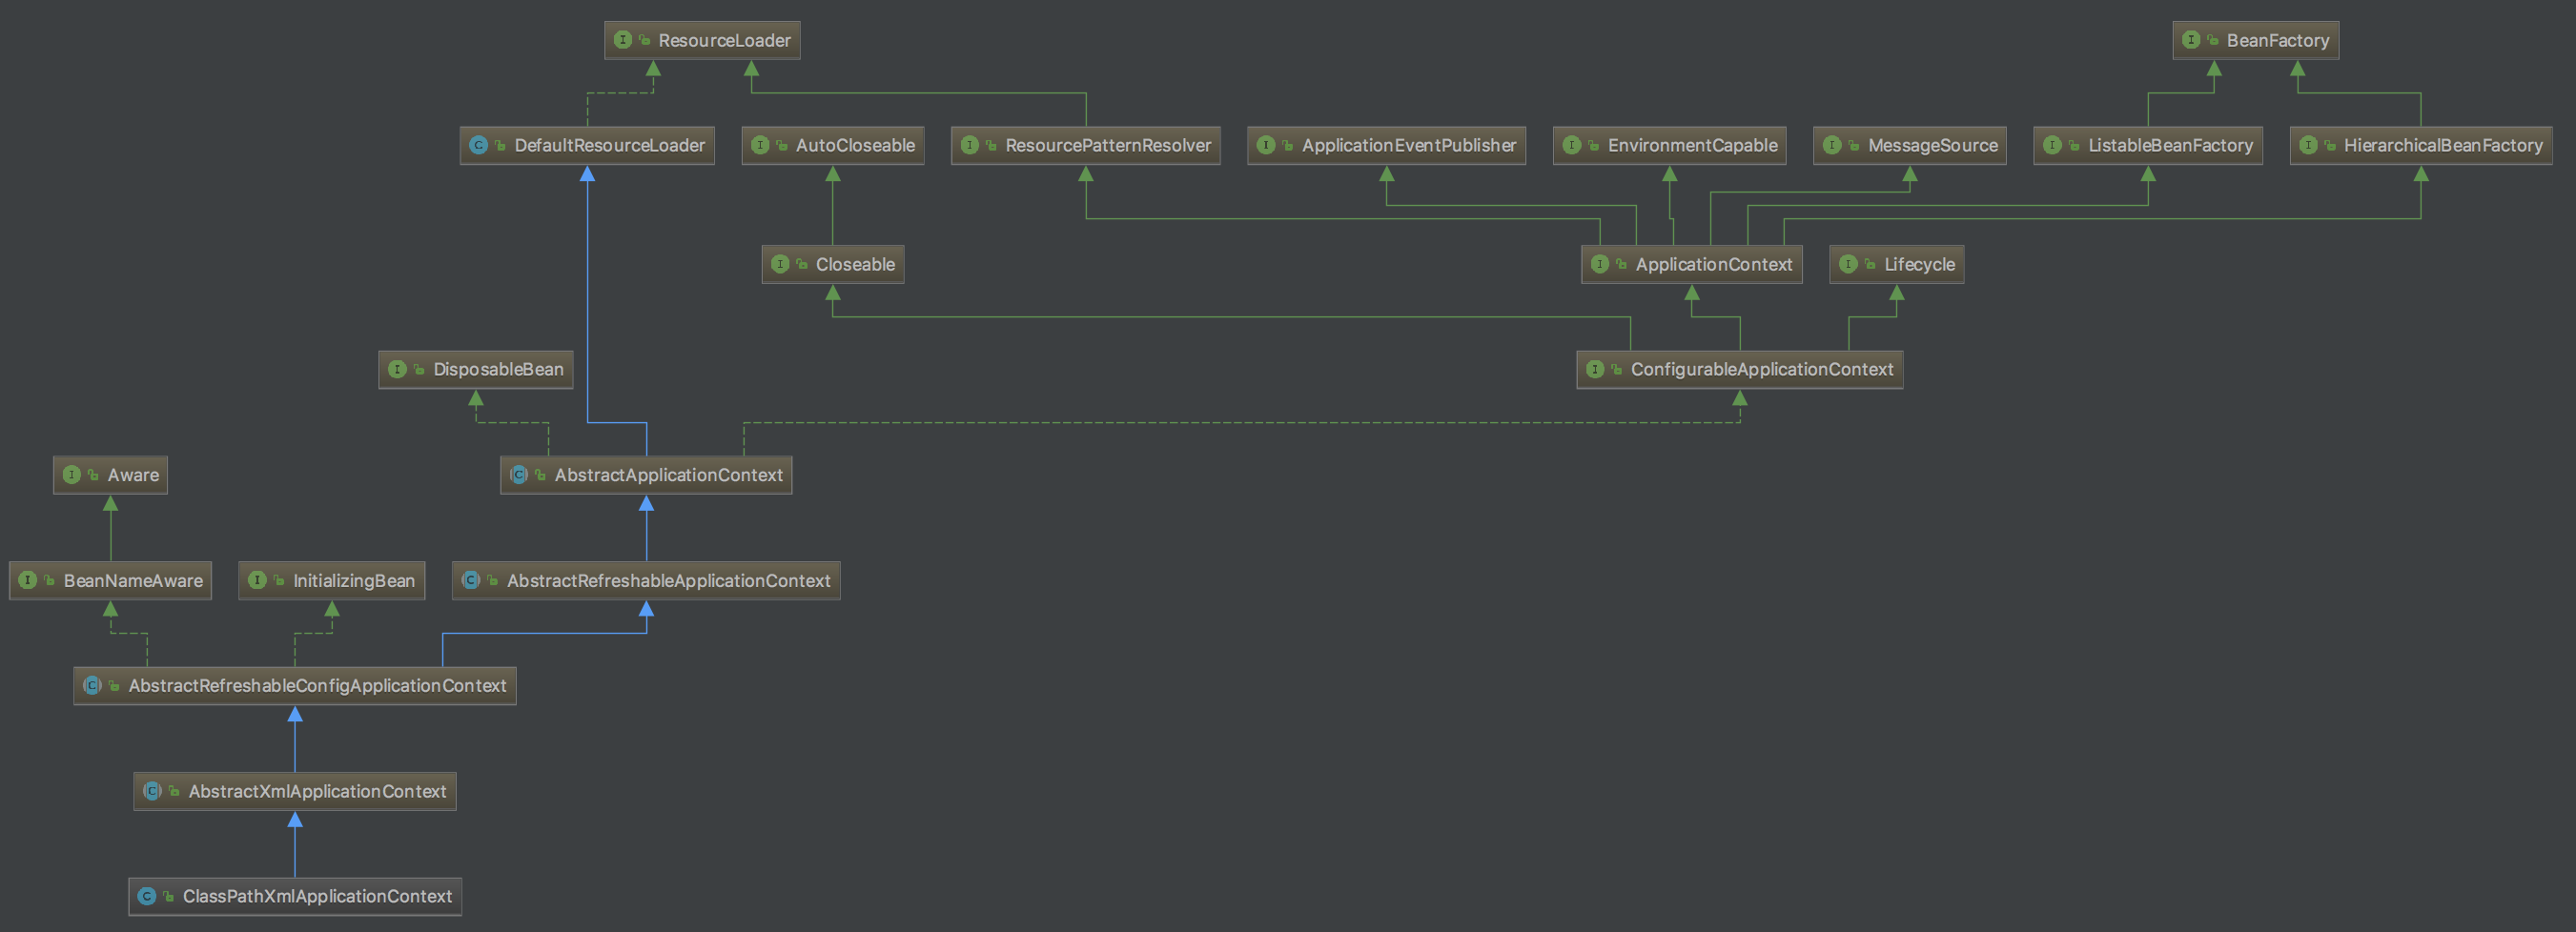 ResourceLoader
BeanFactory
DefaultResourceLoader
AutoCloseable
ResourcePatternResolver
ApplicationEventPublisher
EnvironmentCapable
MessageSource
ListableBeanFactory
HierarchicalBeanFactory
Closeable
ApplicationContext
Lifecycle
DisposableBean
ConfigurableApplicationContext
Aware
AbstractApplicationContext
BeanNameAware
InitializingBean
AbstractRefreshableApplicationContext
AbstractRefreshableConfigApplicationContext
AbstractXmlApplicationContext
ClassPathXmlApplicationContext